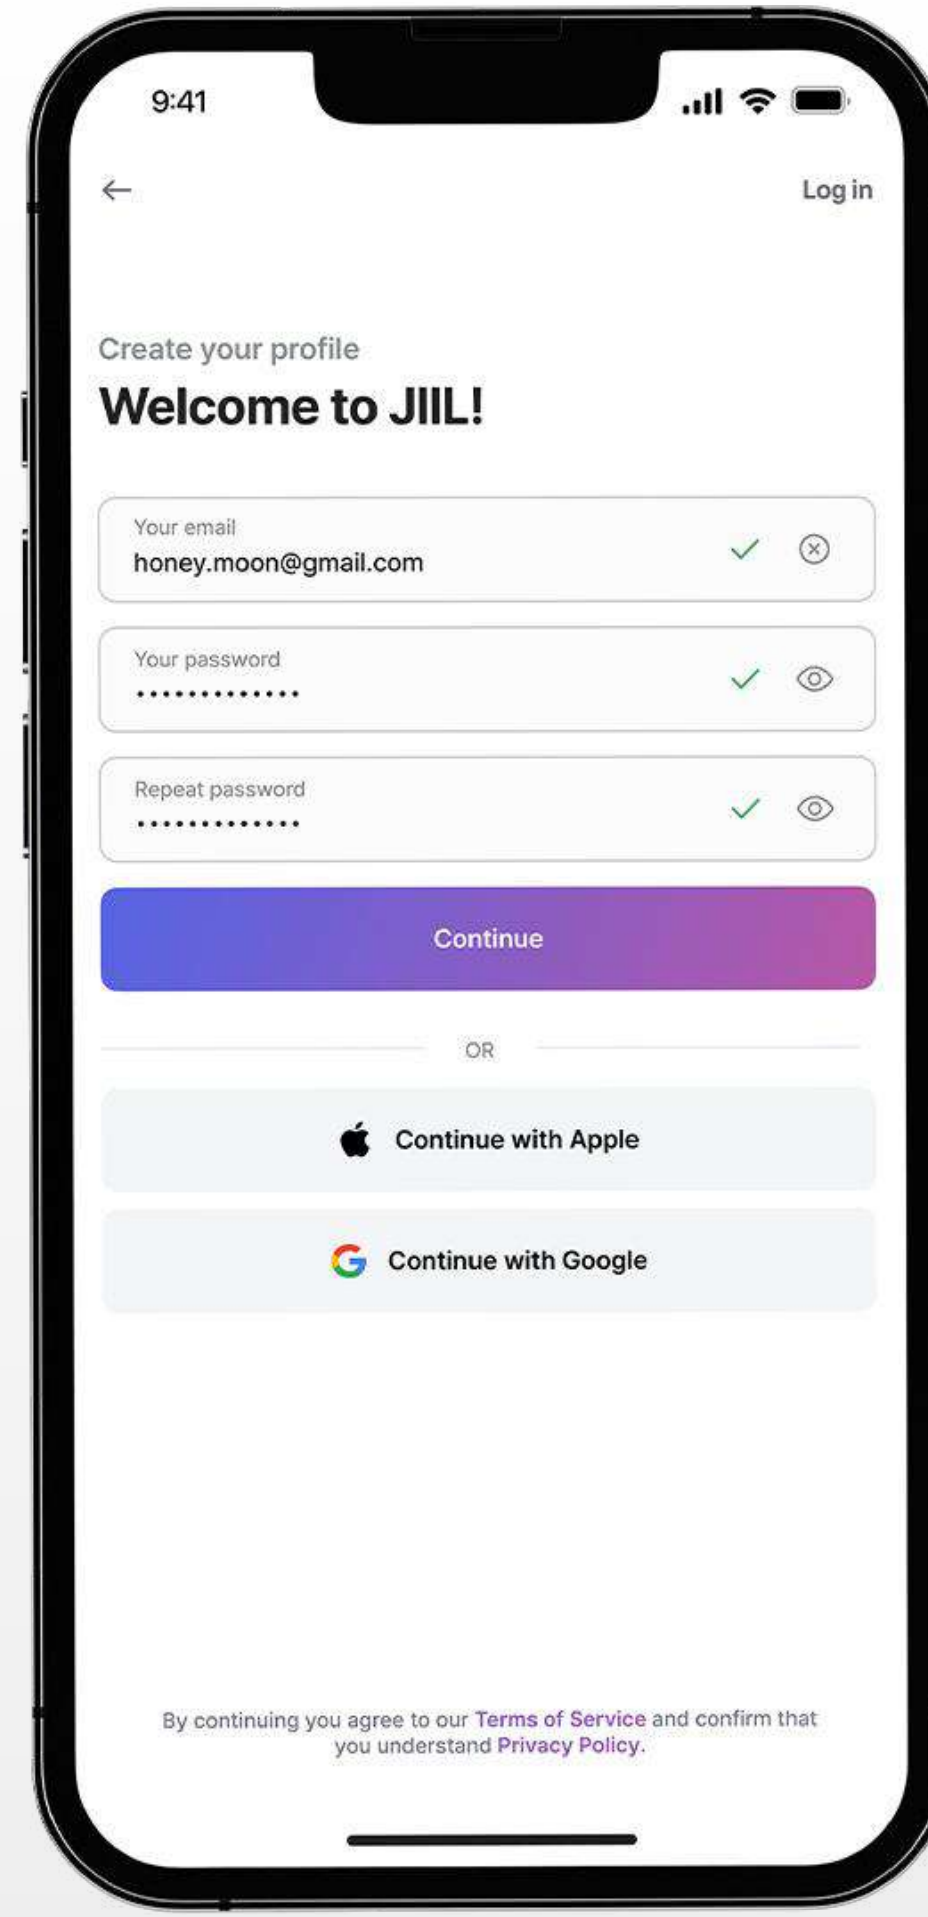 9:41
Log in
Create your profile
Welcome to JIIL!
Your email
honey.moon@gmail.com
Your password
•••••••••••••
Repeat password
•••••••••••••
Continue
OR
Continue with Apple
Continue with Google
By continuing you agree to our Terms of Service and confirm that
you understand Privacy Policy.